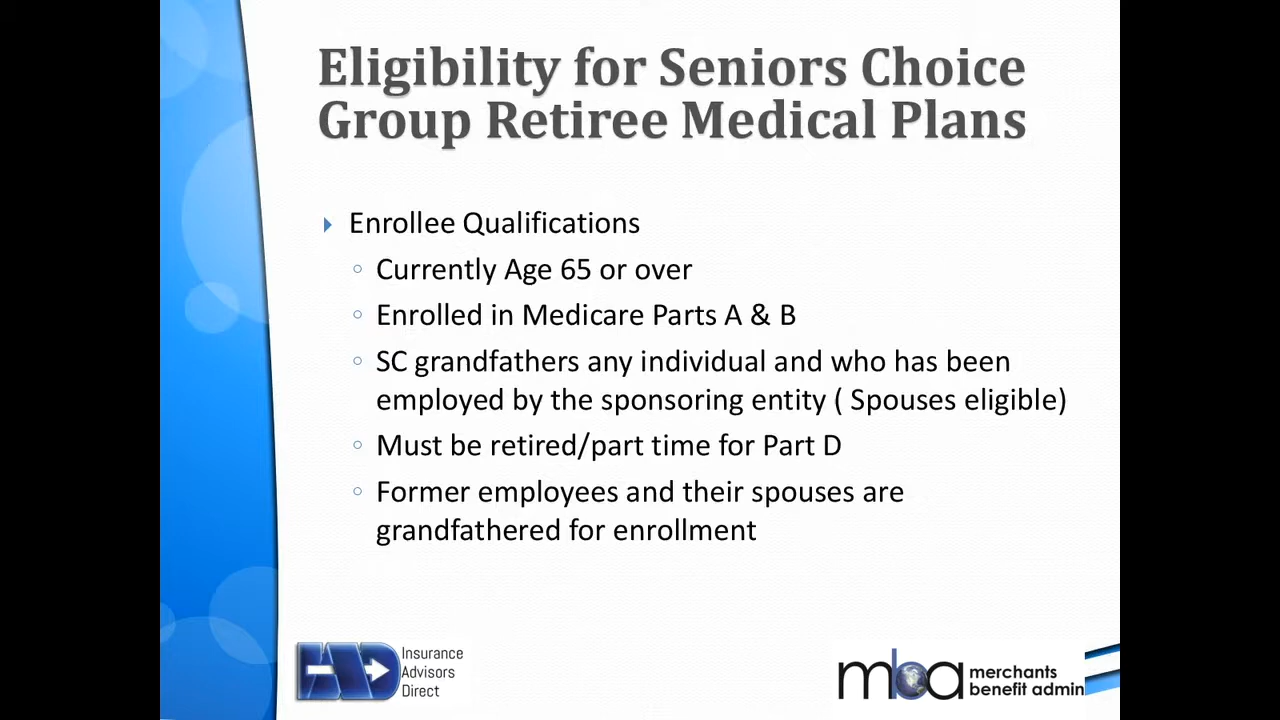 Eligibility for Seniors Choice
Group Retiree Medical Plans
Enrollee Qualifications
Currently Age 65 or over
Enrolled in Medicare Parts A & B
SC grandfathers any individual and who has been
employed by the sponsoring entity ( Spouses eligible)
Must be retired/part time for Part D
Former employees and their spouses are
grandfathered for enrollment
IAD
Insurance
Advisors
Direct
mba
merchants
benefit admin